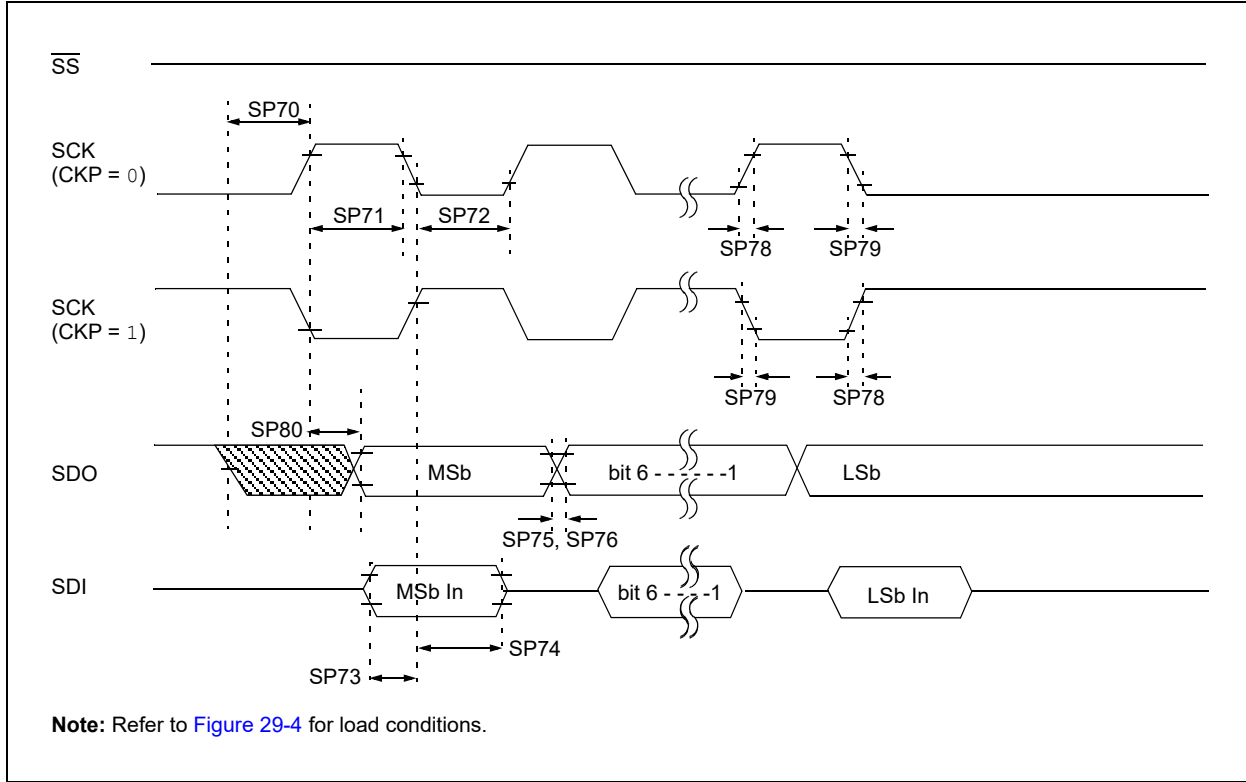 SS
SP70
SCK
(CKP = 0)
SP71
SP72
SP78
SP79
SCK
(CKP = 1)
SP79
SP78
SP80
SDO
MSb
bit 6 - - - - - - -1
LSb
SP75, SP76
SDI
MSb In
bit 6 - - - - -1
LSb In
SP74
SP73
Note: Refer to Figure 29-4 for load conditions.